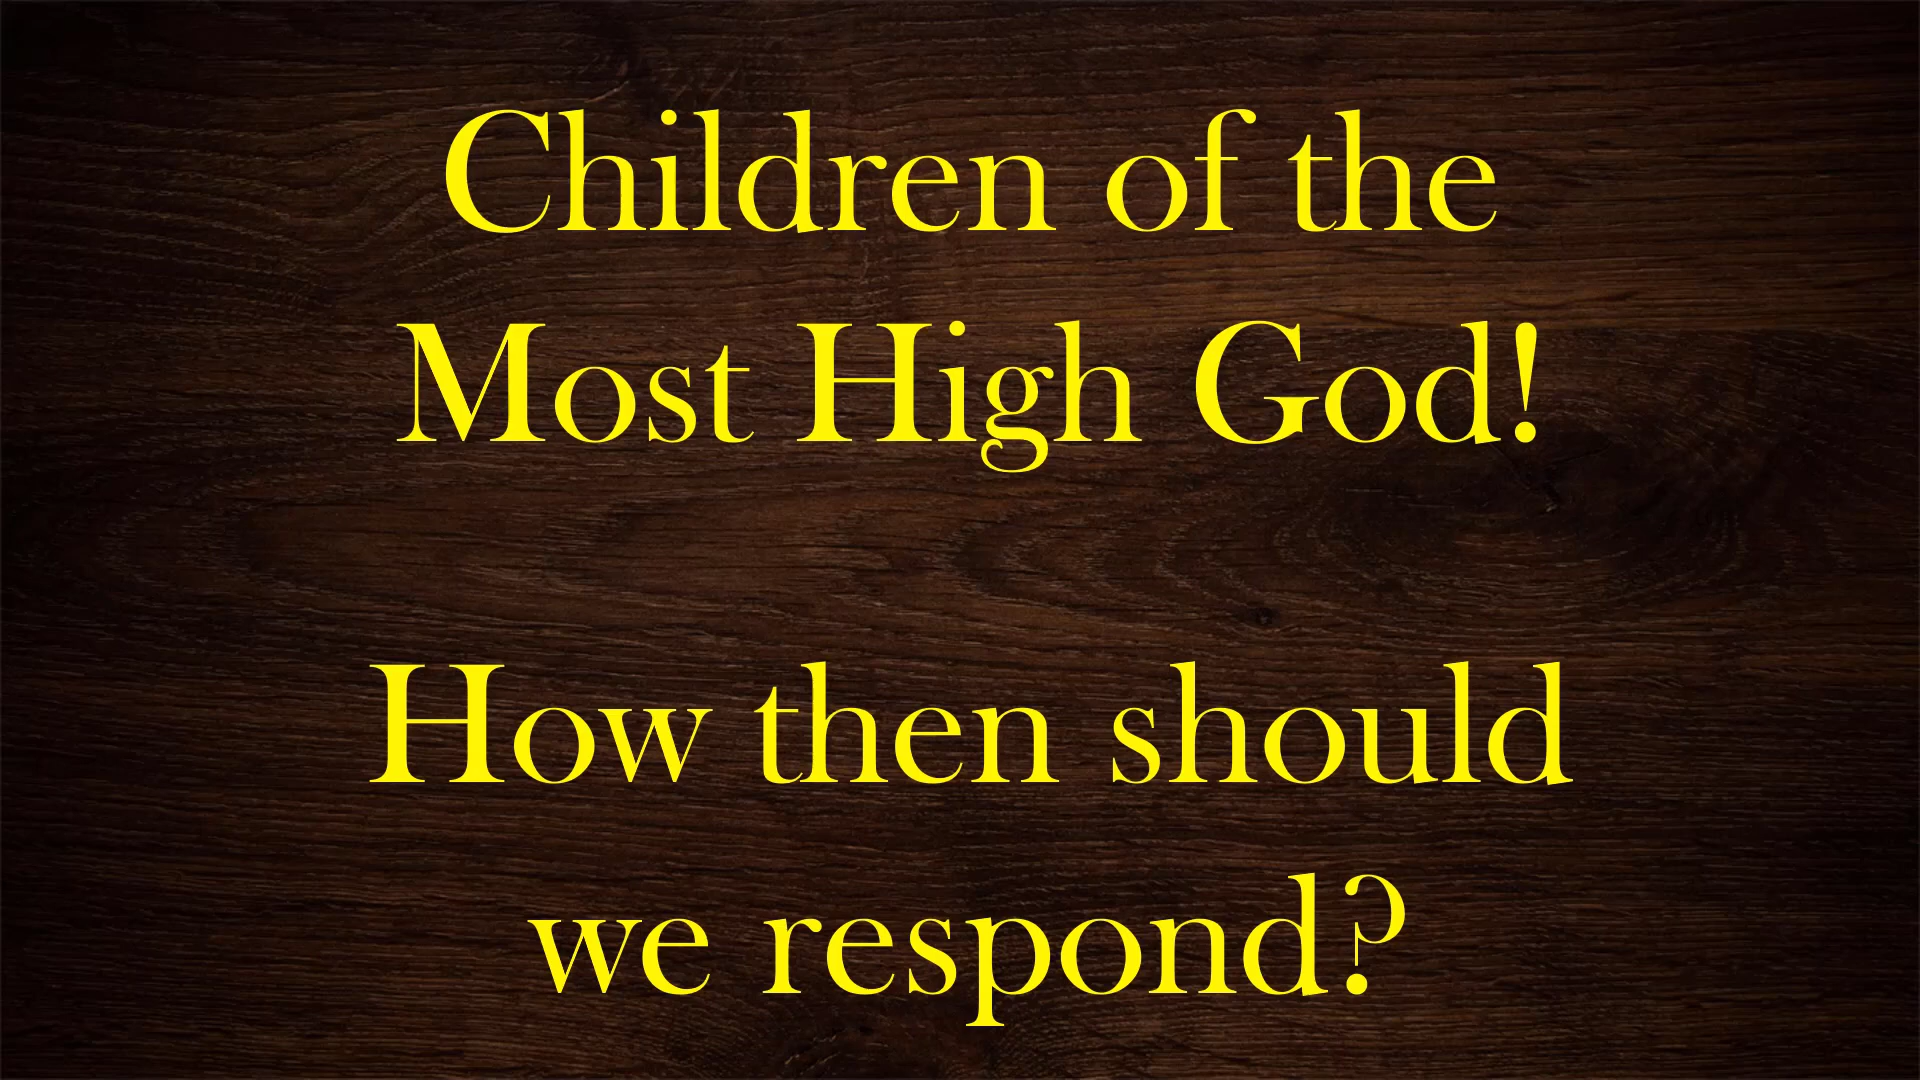 Children of the
Most High God!
How then should
we respond?